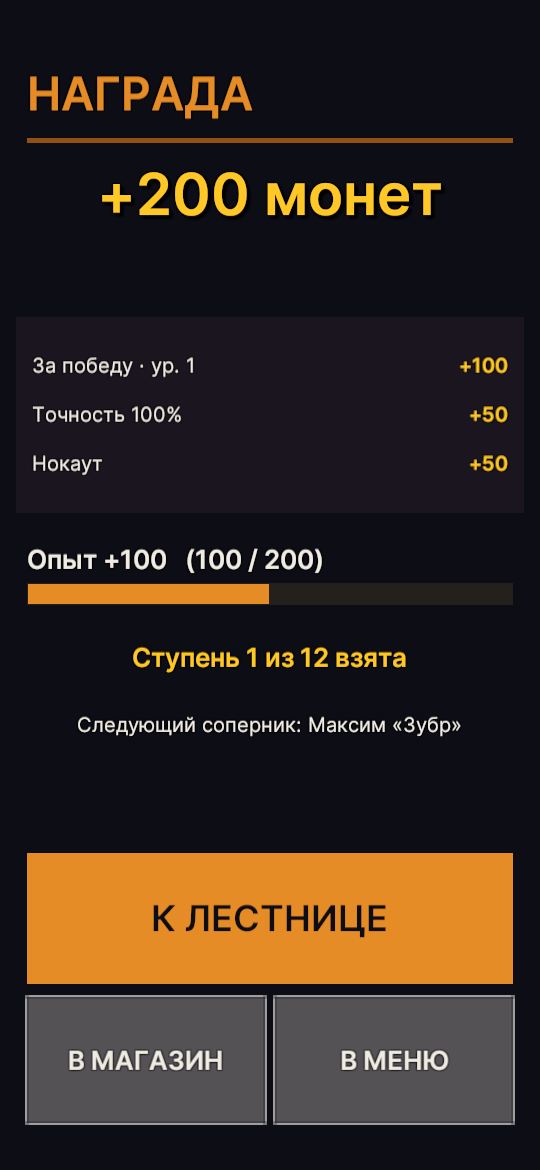 НАГРАДА
+200 монет
За победу · ур. 1 +100
Точность 100% +50
Нокаут +50
Опыт +100 (100 / 200)
Ступень 1 из 12 взята
Следующий соперник: Максим «Зубр»
К ЛЕСТНИЦЕ
В МАГАЗИН В МЕНЮ